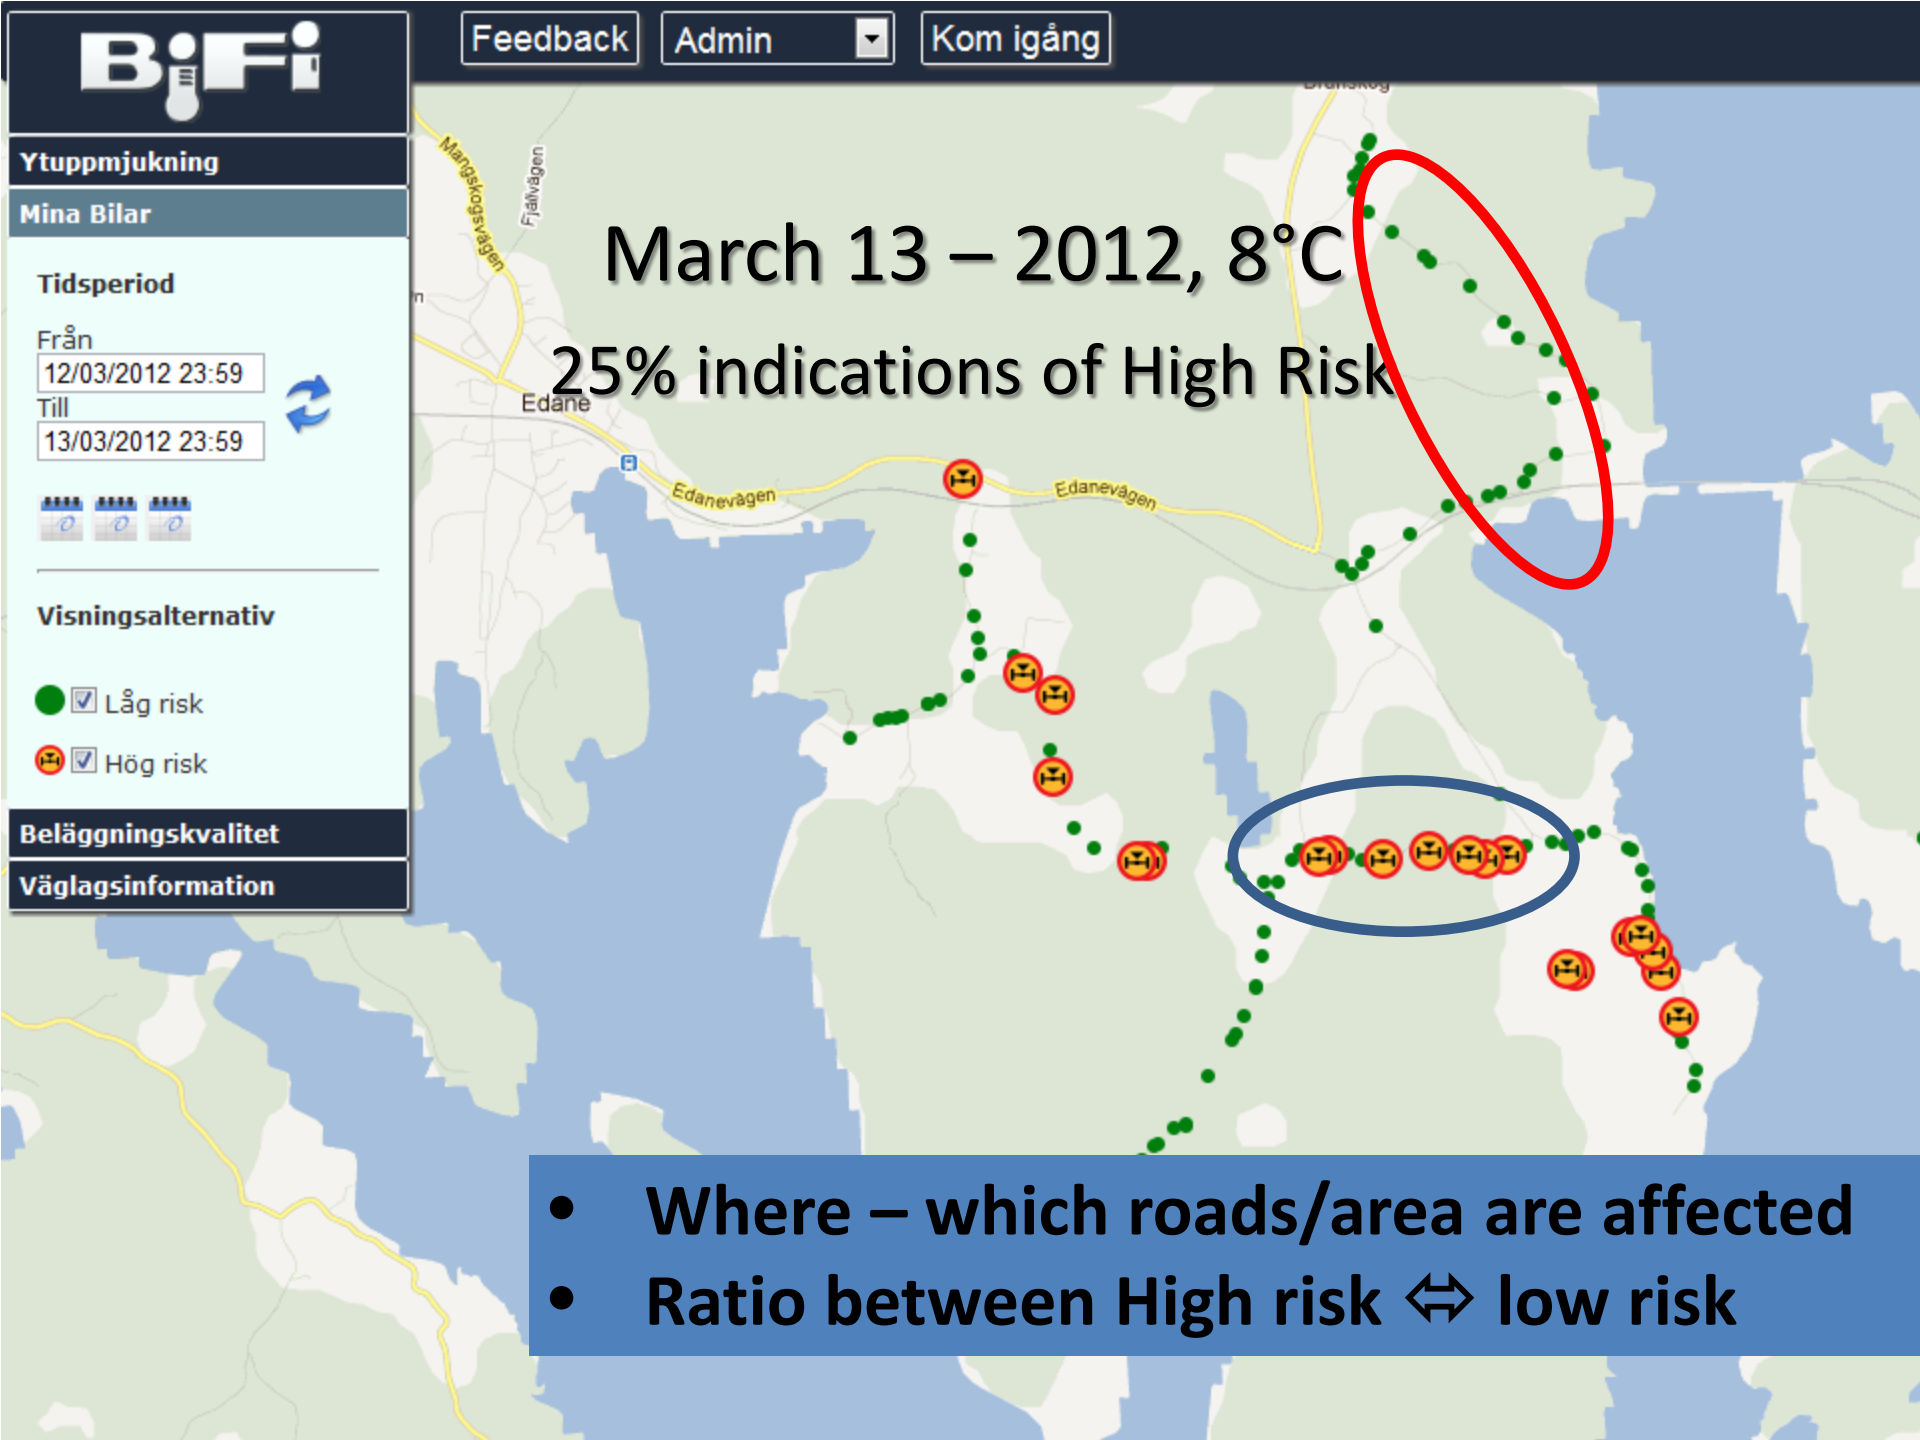 BiFi
Feedback
Admin
Kom igång
Ytuppmjukning
Mina Bilar
Tidsperiod
Från
12/03/2012 23:59
Till
13/03/2012 23:59
Visningsalternativ
Låg risk
Hög risk
Beläggningskvalitet
Väglagsinformation
Brunskog
Mangskogsvägen
Fjällvägen
March 13 – 2012, 8°C
25% indications of High Risk
Edane
Edanevägen
Edanevägen
• Where – which roads/area are affected
• Ratio between High risk ⇔ low risk